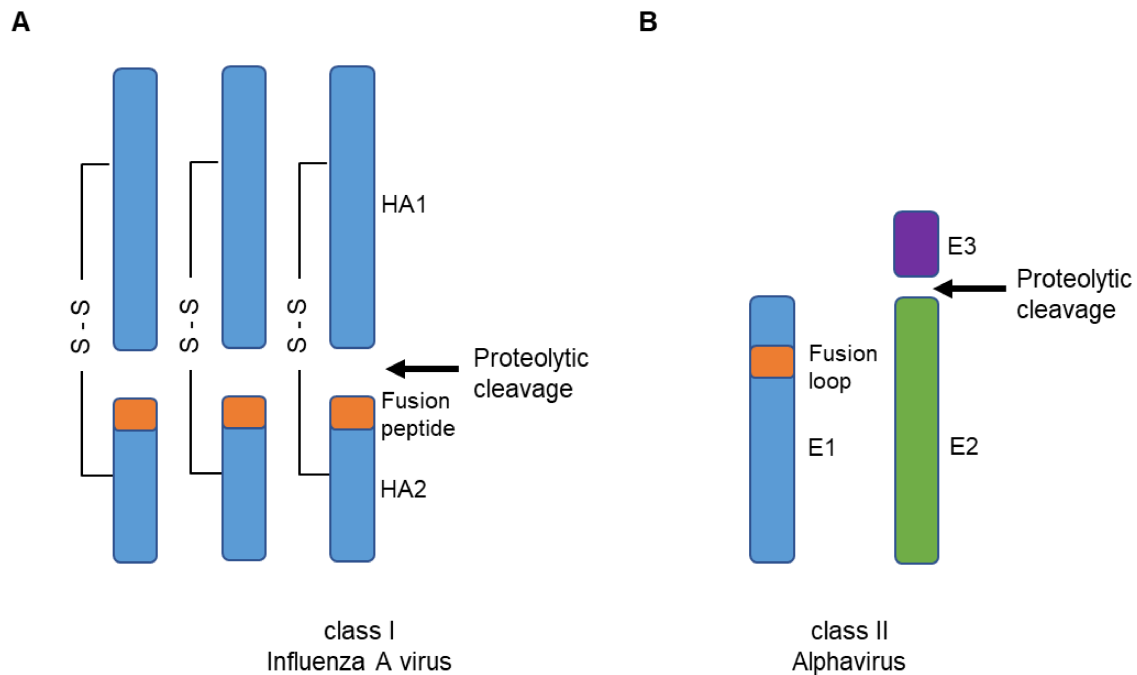 A
B
HA1
S - S
S - S
S - S
Proteolytic
cleavage
Fusion
peptide
HA2
E3
Proteolytic
cleavage
Fusion
loop
E1
E2
class I
Influenza A virus
class II
Alphavirus